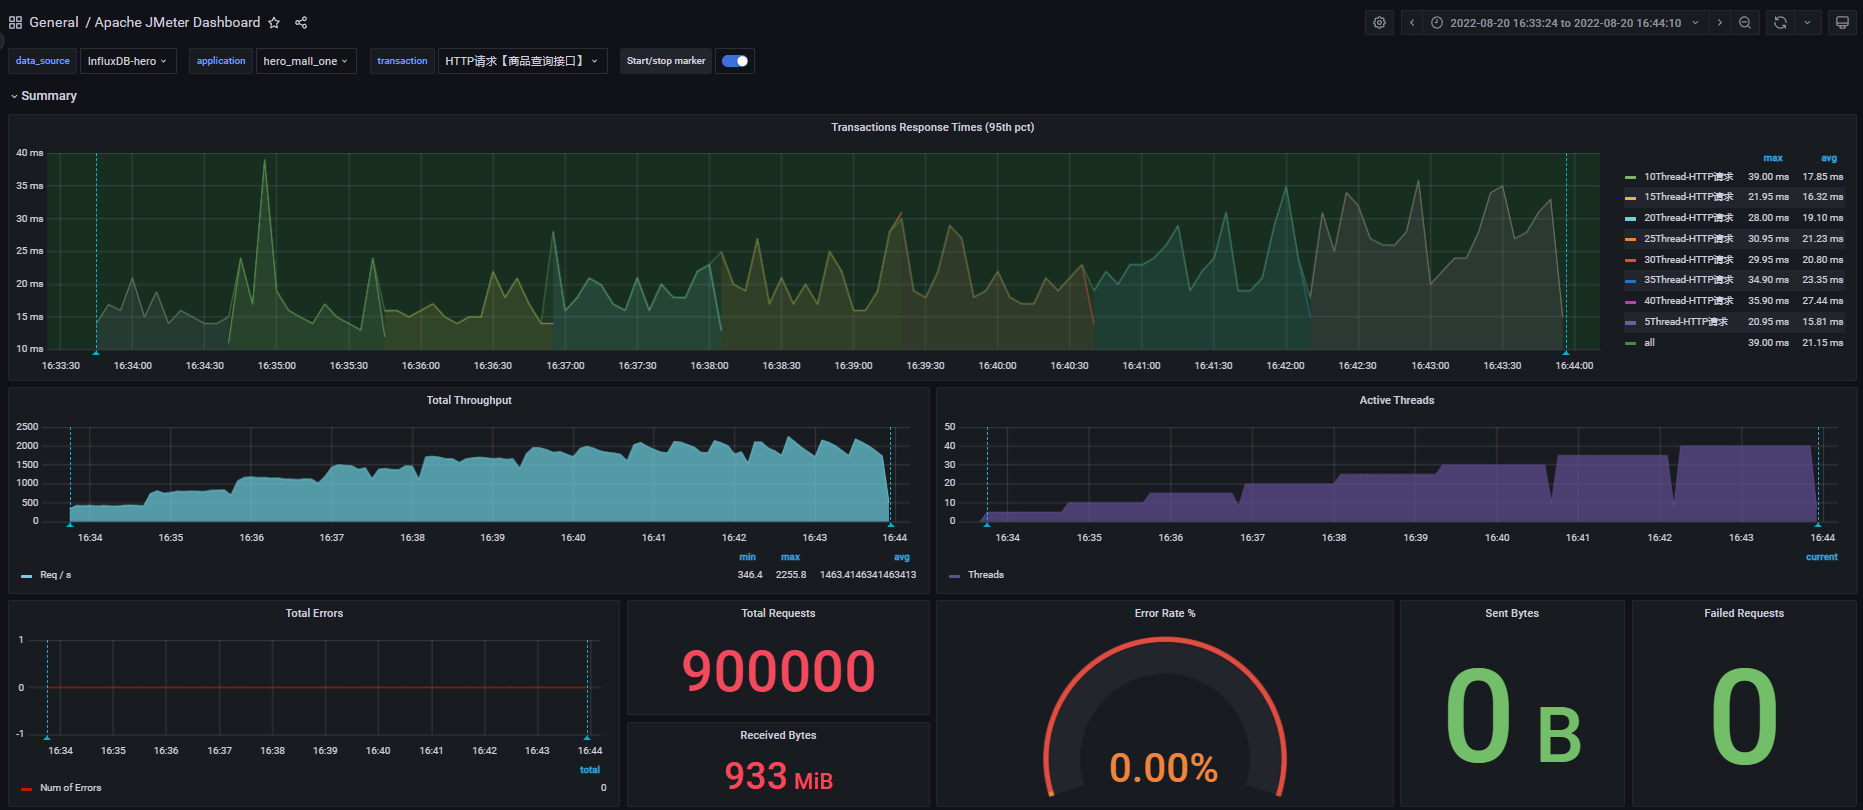 General / Apache JMeter Dashboard
2022-08-20 16:33:24 to 2022-08-20 16:44:10
data_source InfluxDB-hero application hero_mall_one transaction HTTP请求【商品查询接口】 Start/stop marker
Summary
Transactions Response Times (95th pct)
40 ms
35 ms
30 ms
25 ms
20 ms
15 ms
10 ms
16:33:30 16:34:00 16:34:30 16:35:00 16:35:30 16:36:00 16:36:30 16:37:00 16:37:30 16:38:00 16:38:30 16:39:00 16:39:30 16:40:00 16:40:30 16:41:00 16:41:30 16:42:00 16:42:30 16:43:00 16:43:30 16:44:00
max avg
10Thread-HTTP请求 39.00 ms 17.85 ms
15Thread-HTTP请求 21.95 ms 16.32 ms
20Thread-HTTP请求 28.00 ms 19.10 ms
25Thread-HTTP请求 30.95 ms 21.23 ms
30Thread-HTTP请求 29.95 ms 20.80 ms
35Thread-HTTP请求 34.90 ms 23.35 ms
40Thread-HTTP请求 35.90 ms 27.44 ms
5Thread-HTTP请求 20.95 ms 15.81 ms
all 39.00 ms 21.15 ms
Total Throughput
2500
2000
1500
1000
500
0
16:34 16:35 16:36 16:37 16:38 16:39 16:40 16:41 16:42 16:43 16:44
min max avg
Req / s 346.4 2255.8 1463.4146341463413
Active Threads
50
40
30
20
10
0
16:34 16:35 16:36 16:37 16:38 16:39 16:40 16:41 16:42 16:43 16:44
current
Threads
Total Errors
1
0
-1
16:34 16:35 16:36 16:37 16:38 16:39 16:40 16:41 16:42 16:43 16:44
total
Num of Errors 0
Total Requests
900000
Received Bytes
933 MiB
Error Rate %
0.00%
Sent Bytes
0 B
Failed Requests
0